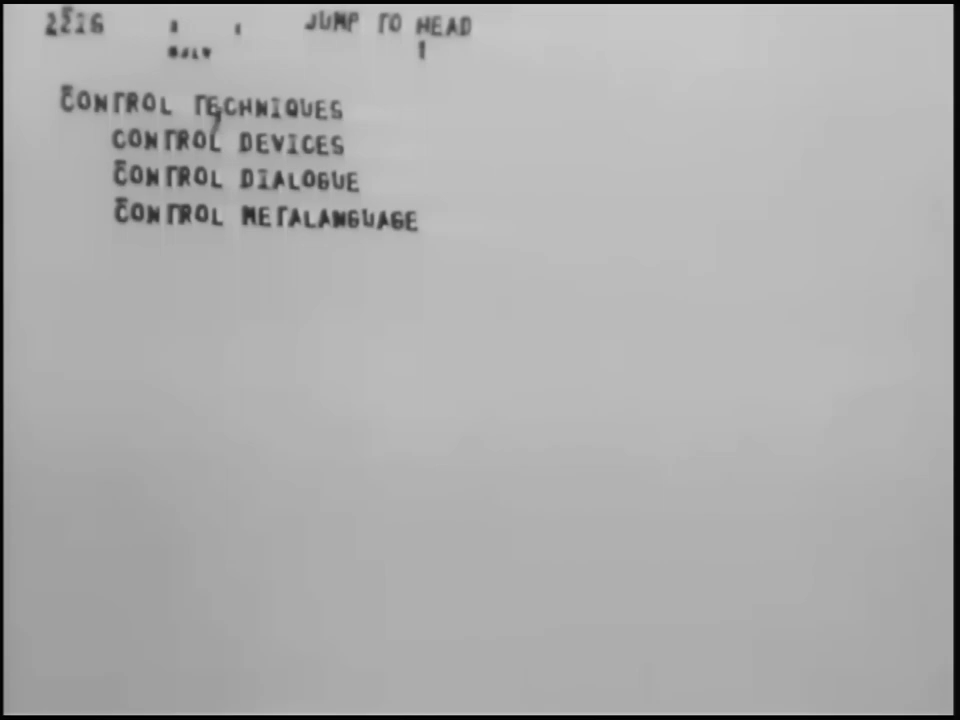 JUMP TO HEAD
CONTROL TECHNIQUES
CONTROL DEVICES
CONTROL DIALOGUE
CONTROL METALANGUAGE